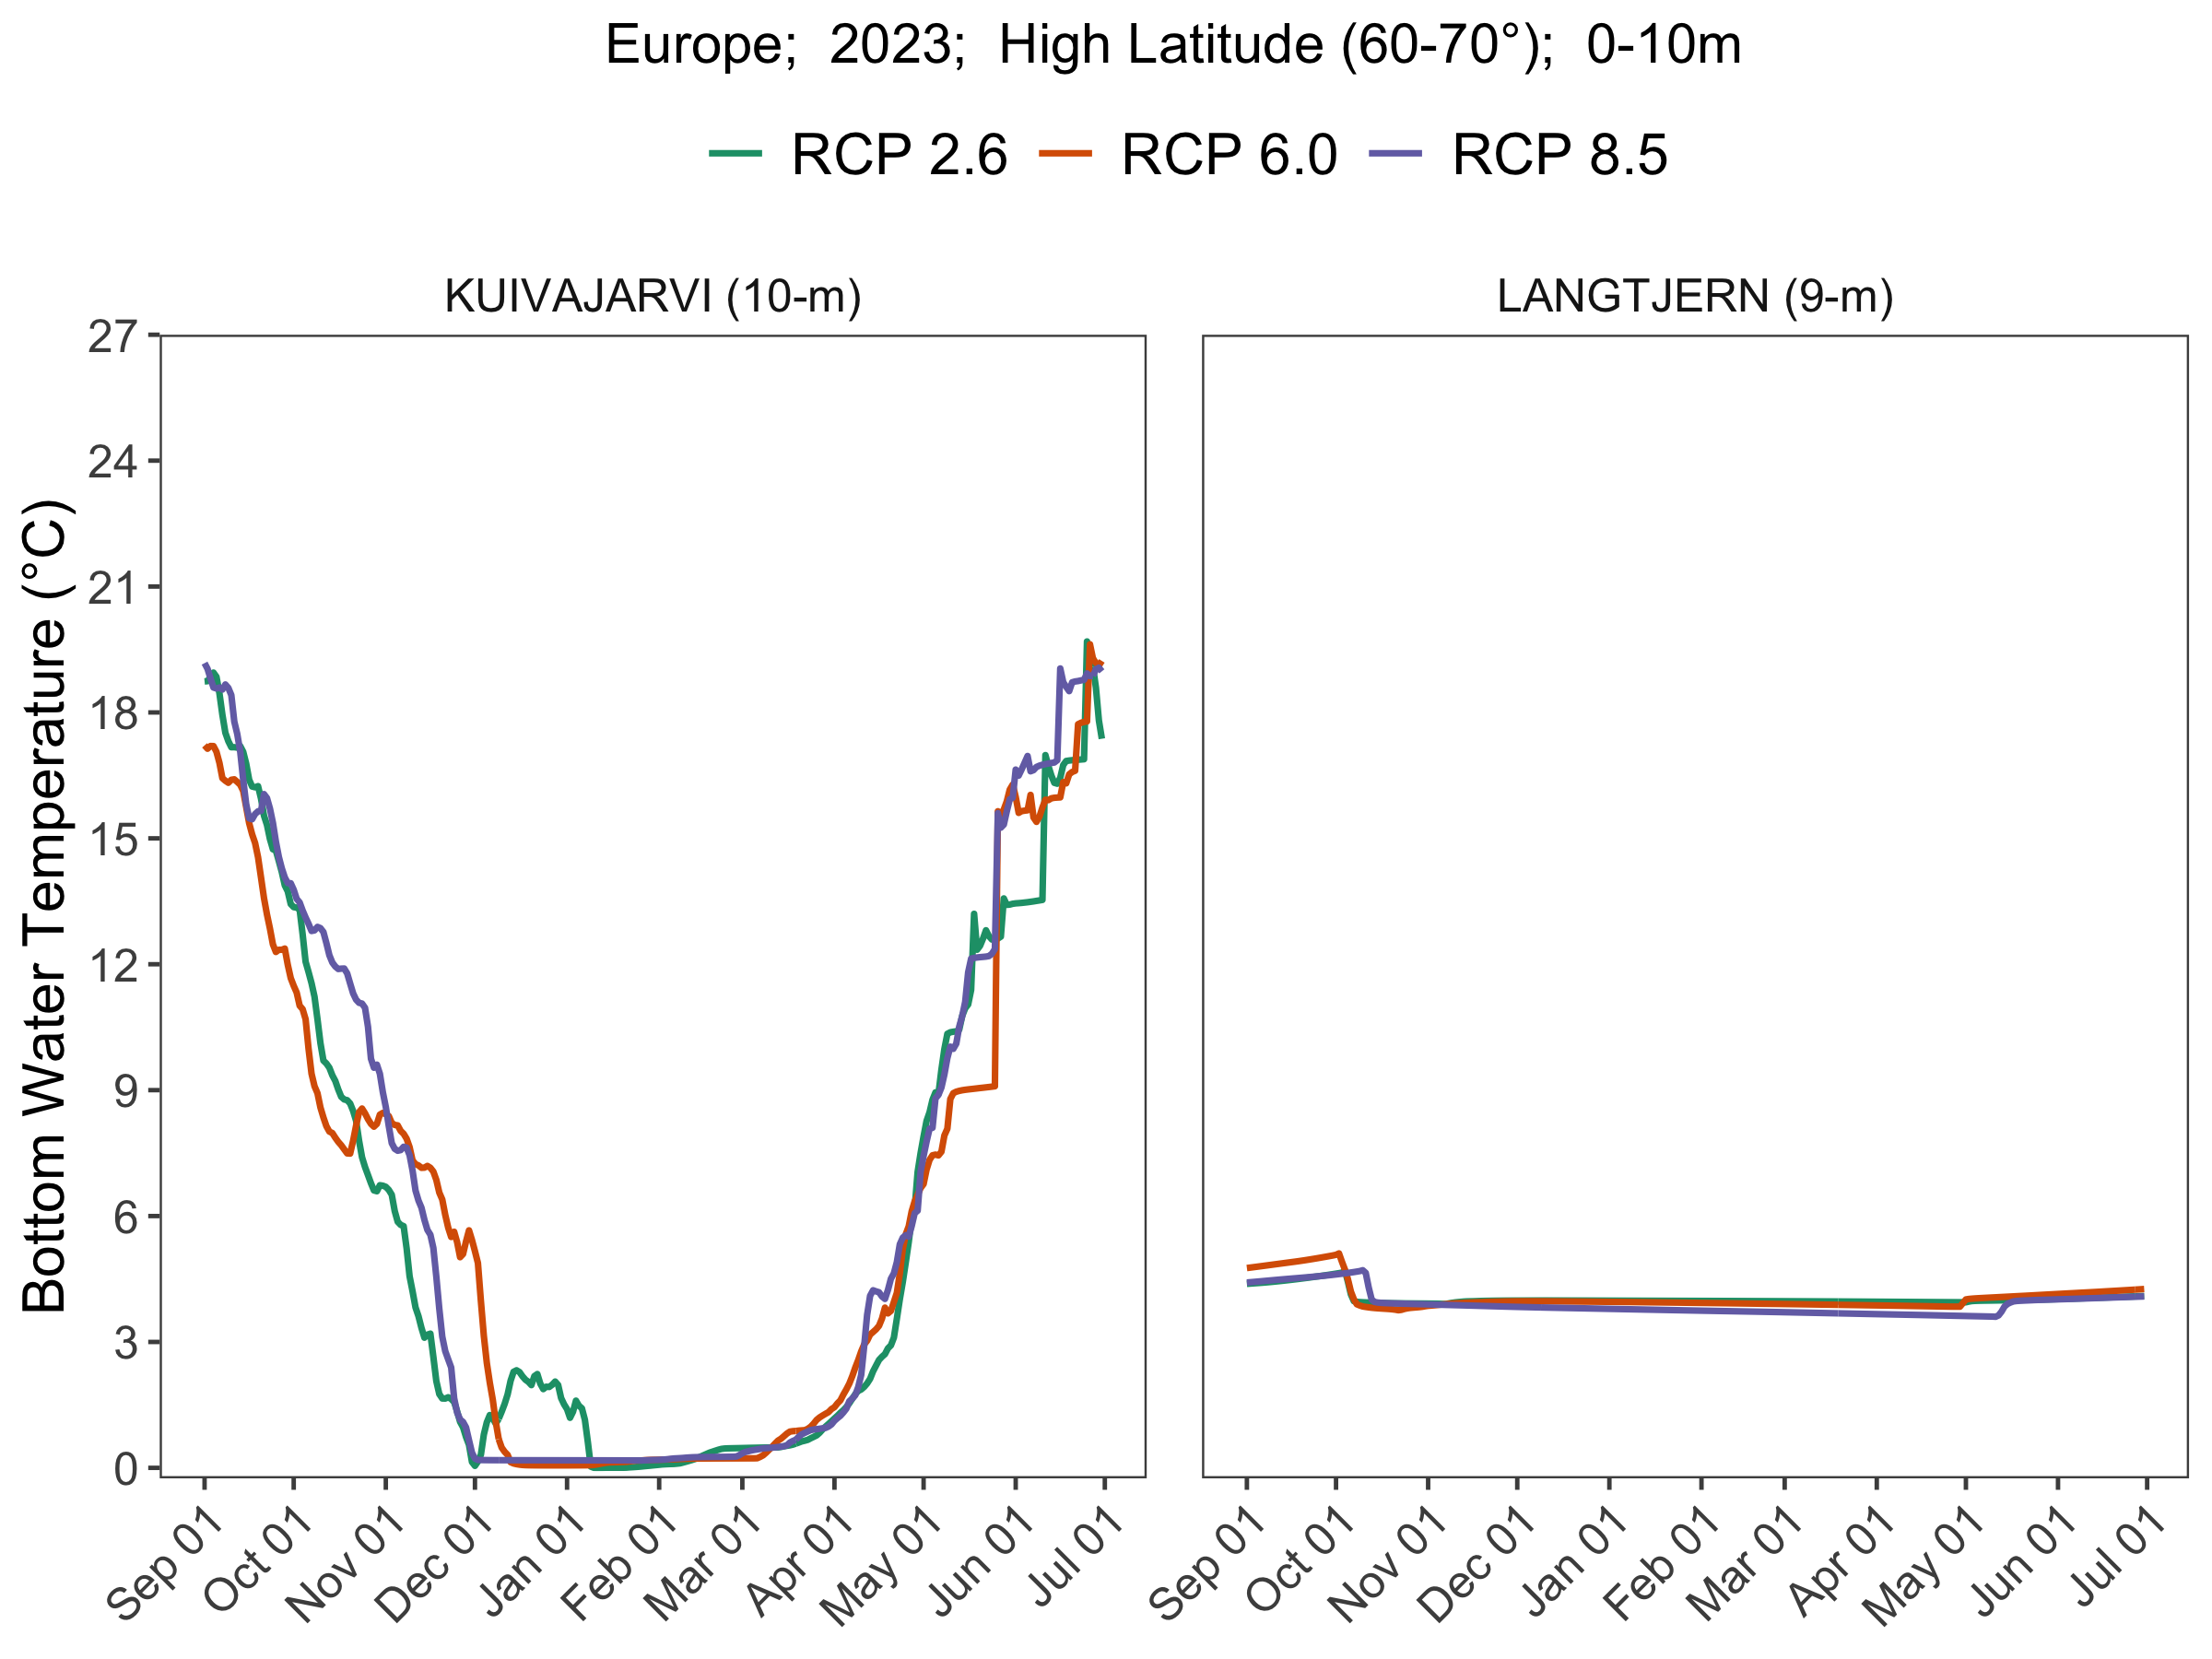 Europe; 2023; High Latitude (60-70°); 0-10m
RCP 2.6 RCP 6.0 RCP 8.5
KUIVAJARVI (10-m) LANGTJERN (9-m)
Bottom Water Temperature (°C)
27
24
21
18
15
12
9
6
3
0
Sep 01 Oct 01 Nov 01 Dec 01 Jan 01 Feb 01 Mar 01 Apr 01 May 01 Jun 01 Jul 01 Sep 01 Oct 01 Nov 01 Dec 01 Jan 01 Feb 01 Mar 01 Apr 01 May 01 Jun 01 Jul 01